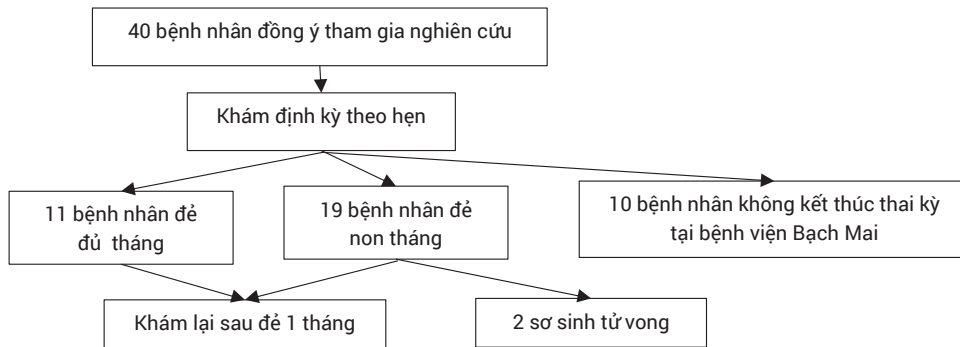 40 bệnh nhân đồng ý tham gia nghiên cứu
Khám định kỳ theo hẹn
11 bệnh nhân đẻ
đủ tháng
19 bệnh nhân đẻ
non tháng
10 bệnh nhân không kết thúc thai kỳ
tại bệnh viện Bạch Mai
Khám lại sau đẻ 1 tháng
2 sơ sinh tử vong